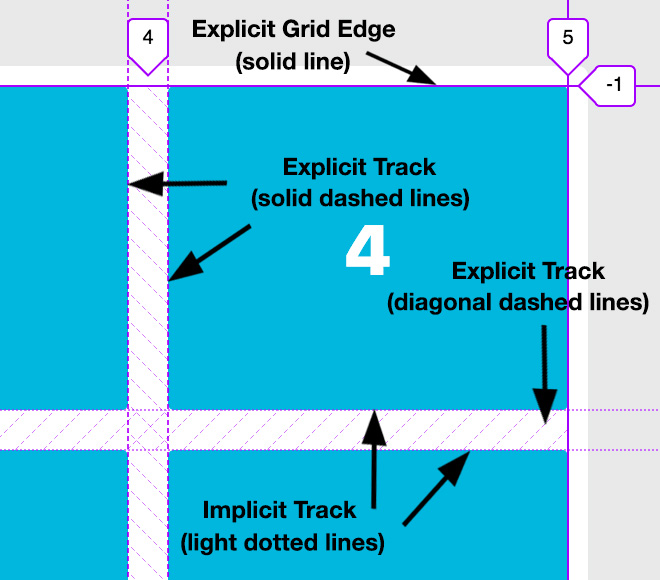 4
Explicit Grid Edge
(solid line)
5
-1
Explicit Track
(solid dashed lines)
4
Explicit Track
(diagonal dashed lines)
Implicit Track
(light dotted lines)